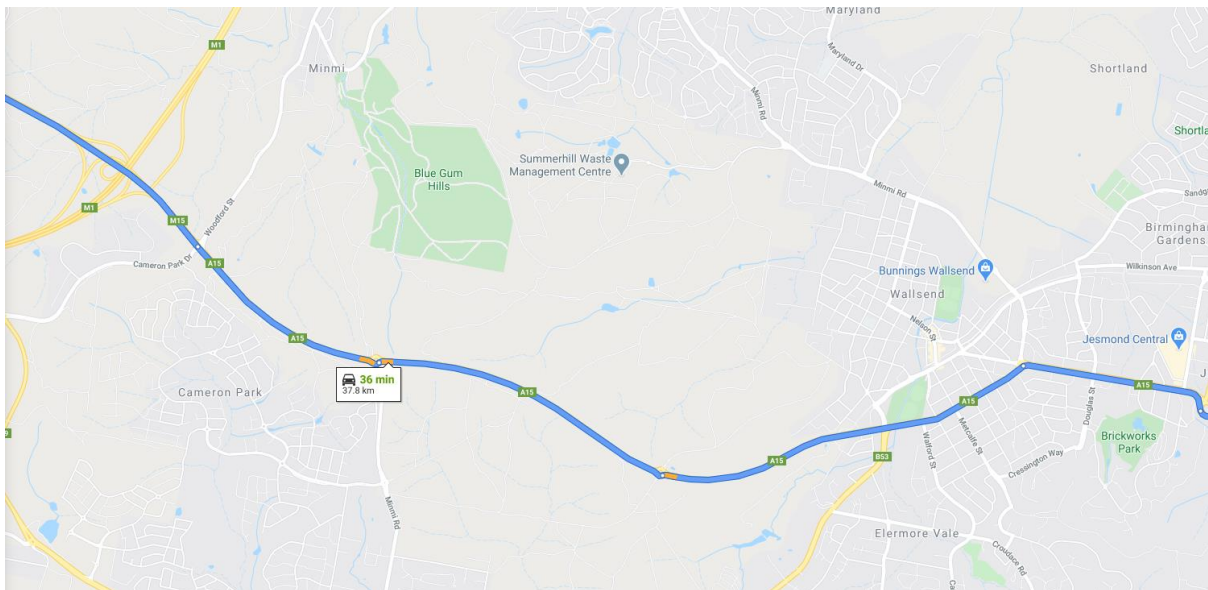 Maryland
M1
Minmi
Maryland Dr
Shortland
Minmi Rd
Shortla
Summerhill Waste
Management Centre
Blue Gum
Hills
Minmi Rd
Sandg
M1
Woodford St
M15
Birmingham
Gardens
Cameron Park Dr
A15
Bunnings Wallsend
Wilkinson Ave
Wallsend
Nelson St
A15
Jesmond Central
J
36 min
37.8 km
Cameron Park
A15
A15
Douglas St
A15
Walford St
Metcalfe St
Brickworks
Park
B53
A15
Cressington Way
Minmi Rd
Elermore Vale
Croudace Rd
Ca